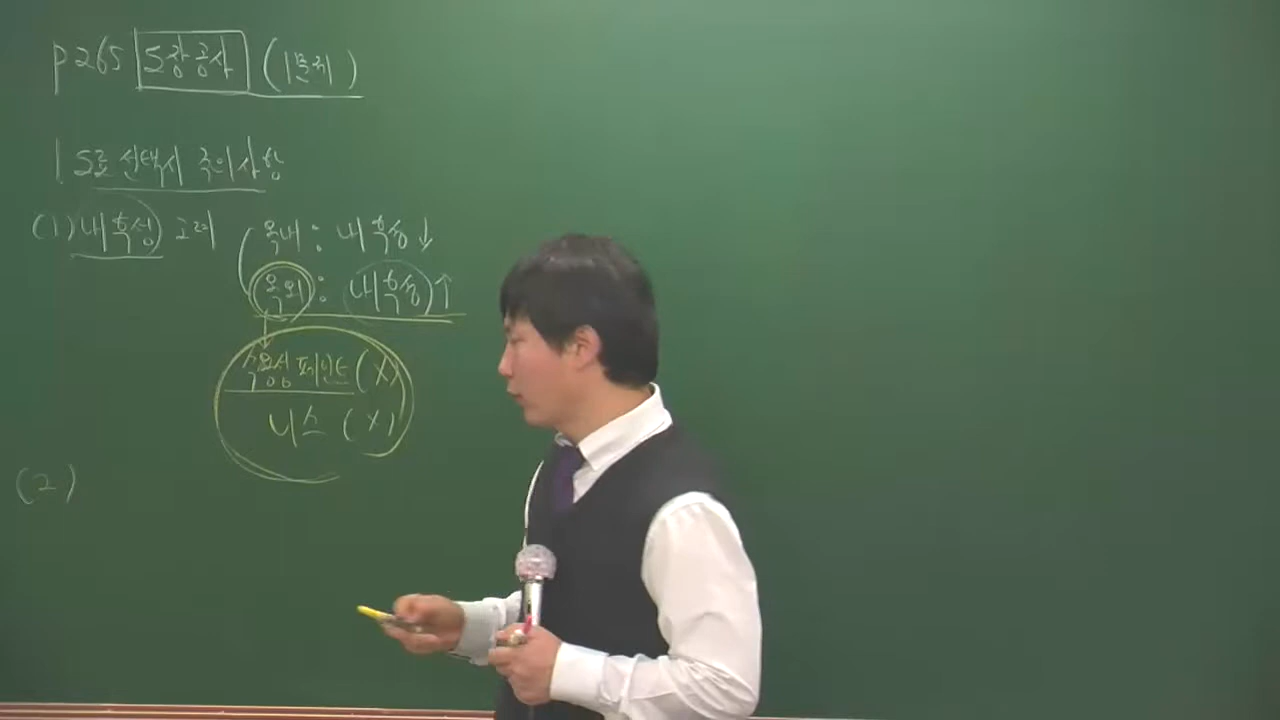 P265 도장공사 (1문제)
1 도료 선택시 주의사항
(1) 내후성 고려
옥내 : 내후성 ↓
옥외 : 내후성 ↑
수용성 페인트 (X)
니스 (X)
(2)